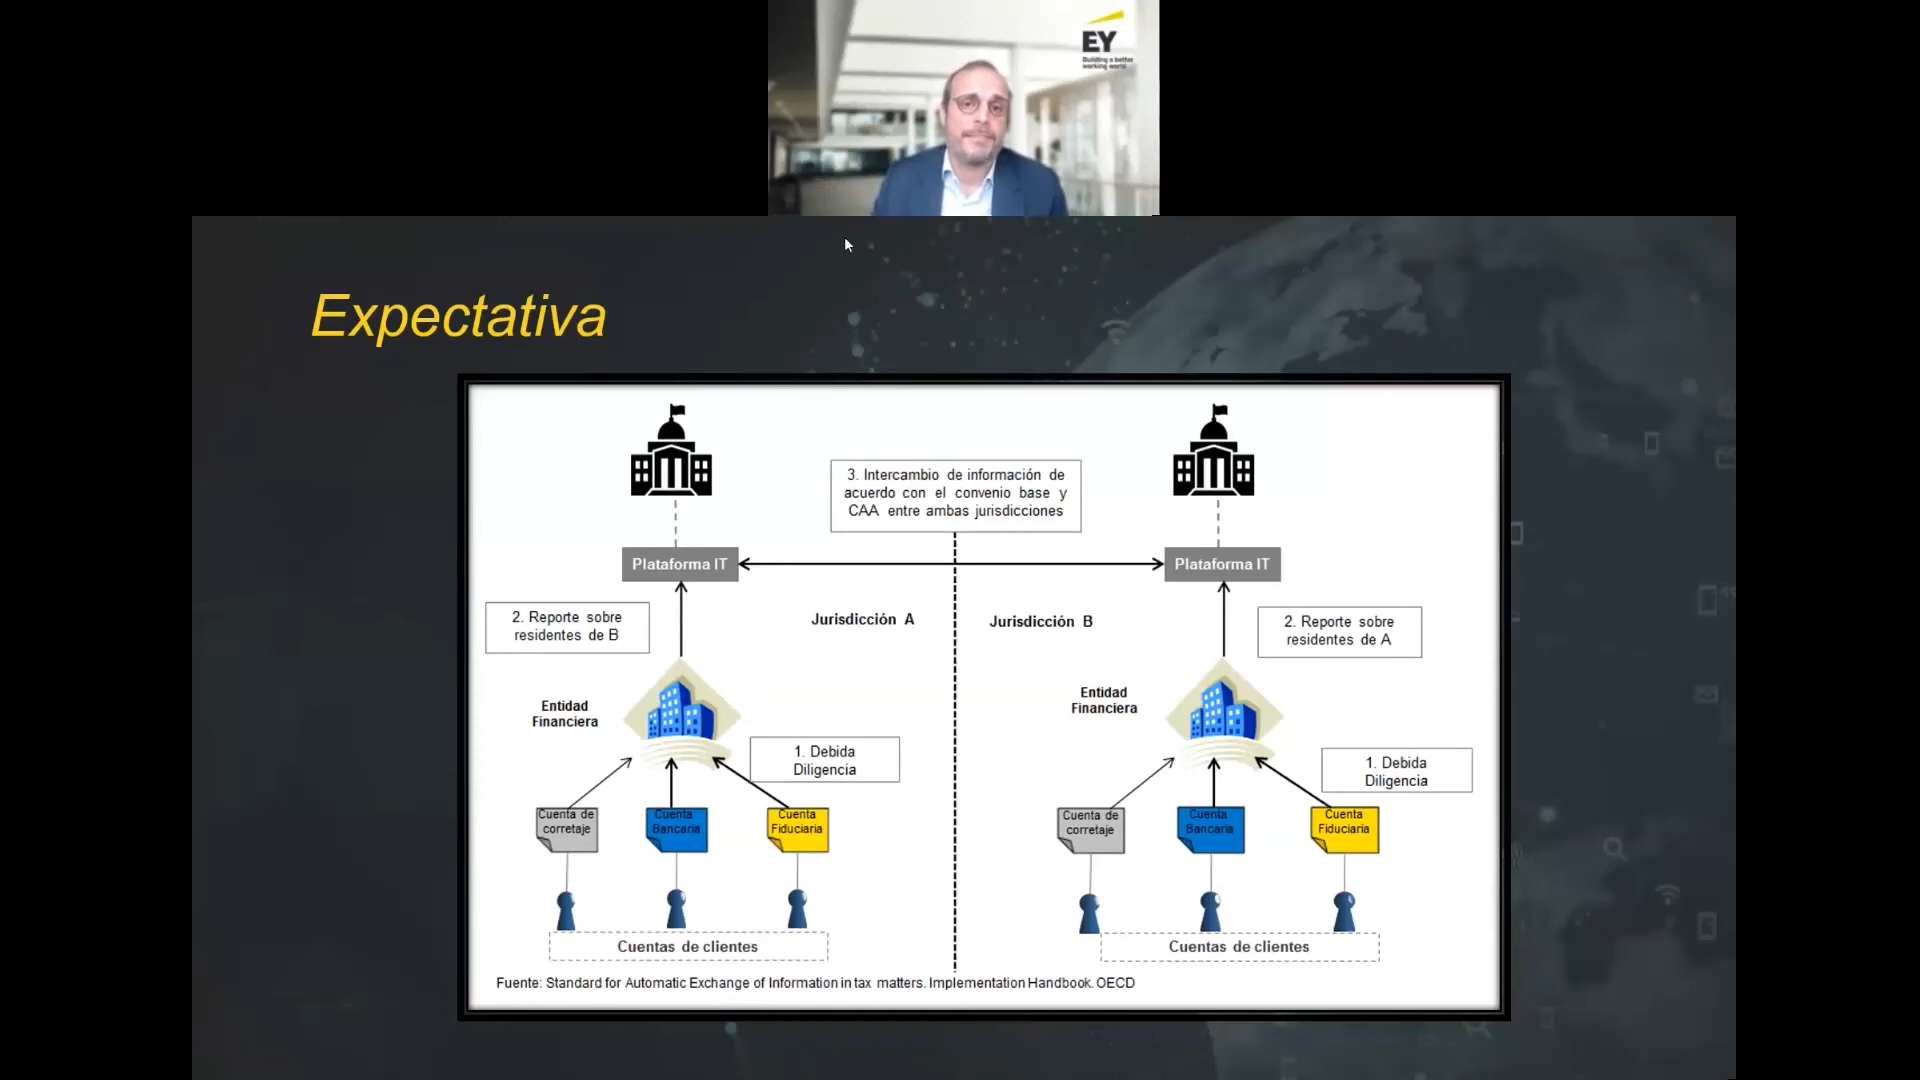 EY
Building a better
working world
Expectativa
3. Intercambio de información de
acuerdo con el convenio base y
CAA entre ambas jurisdicciones
Plataforma IT
Plataforma IT
2. Reporte sobre
residentes de B
Jurisdicción A
Jurisdicción B
2. Reporte sobre
residentes de A
Entidad
Financiera
Entidad
Financiera
1. Debida
Diligencia
1. Debida
Diligencia
Cuenta de
corretaje
Cuenta
Bancaria
Cuenta
Fiduciaria
Cuenta de
corretaje
Cuenta
Bancaria
Cuenta
Fiduciaria
Cuentas de clientes
Cuentas de clientes
Fuente: Standard for Automatic Exchange of Information in tax matters. Implementation Handbook. OECD